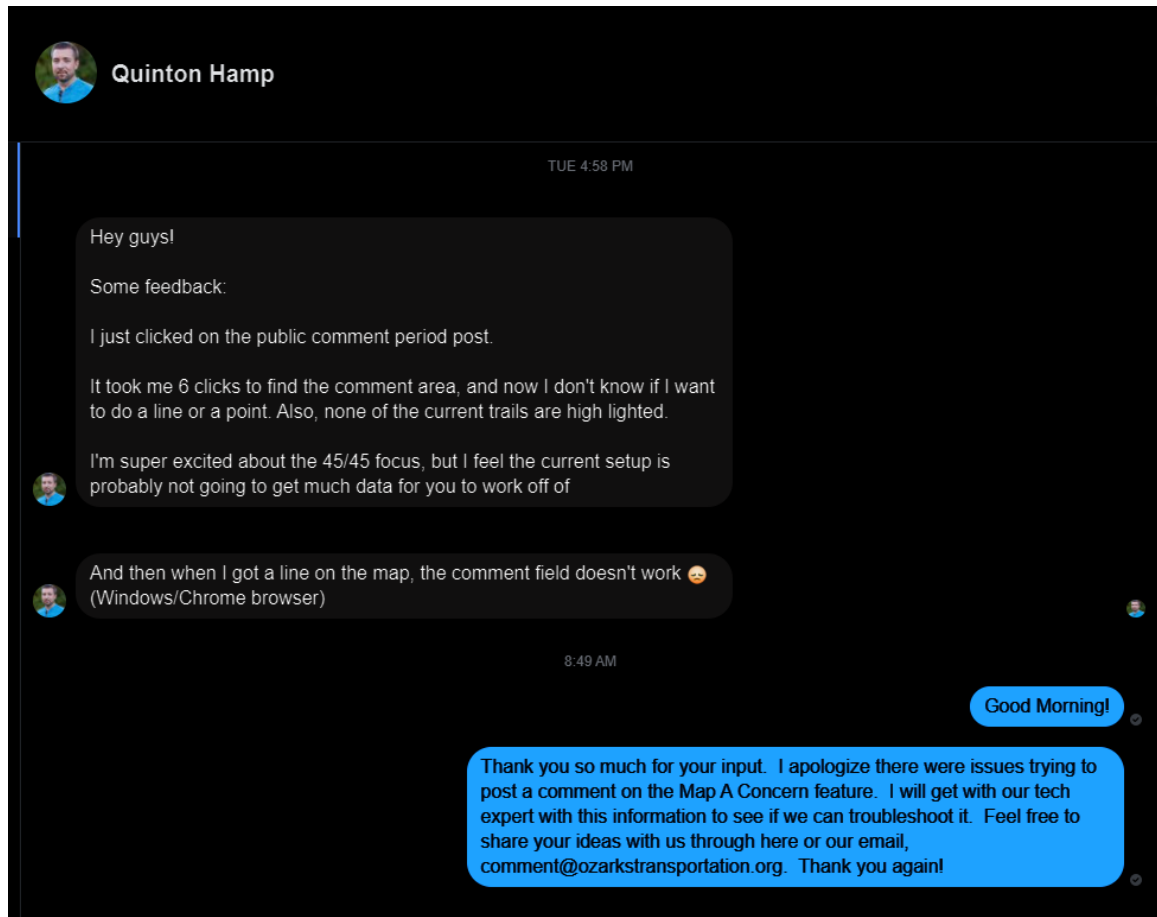 Quinton Hamp
TUE 4:58 PM
Hey guys!
Some feedback:
I just clicked on the public comment period post.
It took me 6 clicks to find the comment area, and now I don't know if I want
to do a line or a point. Also, none of the current trails are high lighted.
I'm super excited about the 45/45 focus, but I feel the current setup is
probably not going to get much data for you to work off of
And then when I got a line on the map, the comment field doesn't work 😞
(Windows/Chrome browser)
8:49 AM
Good Morning!
Thank you so much for your input.  I apologize there were issues trying to
post a comment on the Map A Concern feature.  I will get with our tech
expert with this information to see if we can troubleshoot it.  Feel free to
share your ideas with us through here or our email,
comment@ozarkstransportation.org.  Thank you again!